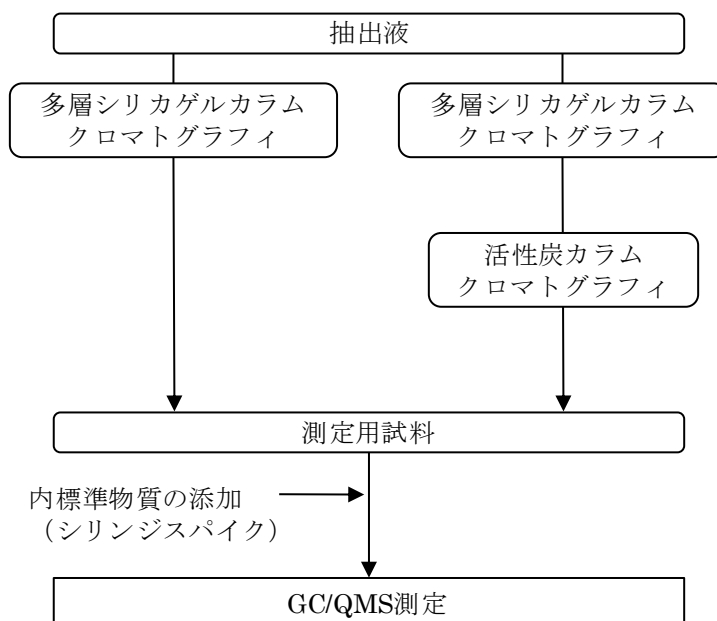 抽出液
多層シリカゲルカラム
クロマトグラフィ
多層シリカゲルカラム
クロマトグラフィ
活性炭カラム
クロマトグラフィ
測定用試料
内標準物質の添加
（シリンジスパイク）
GC/QMS測定